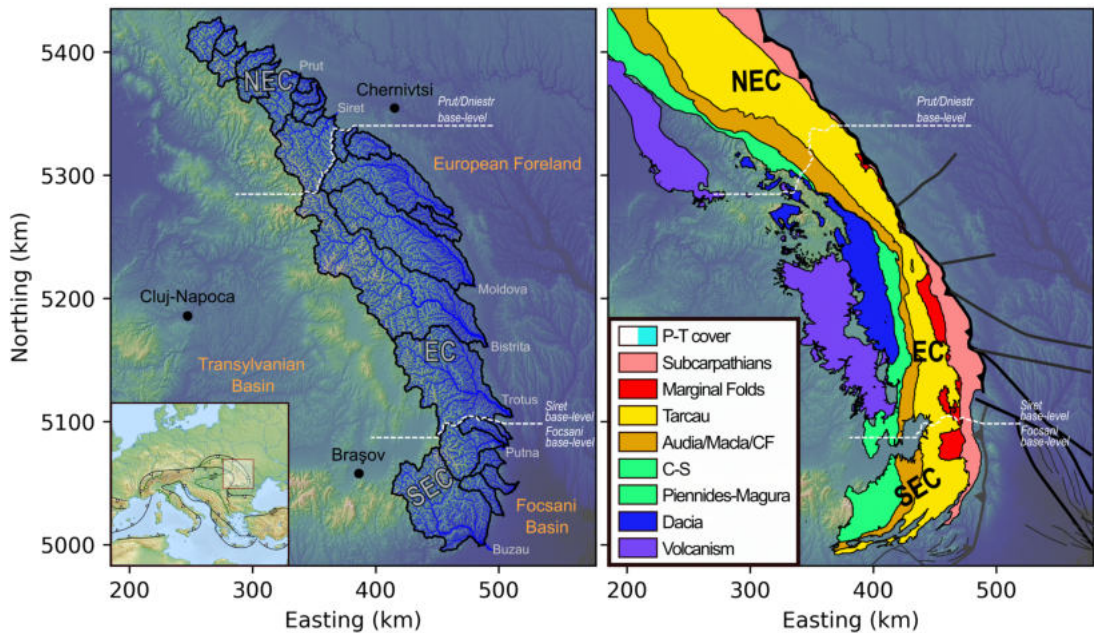 5400
5300
5200
5100
5000
Northing (km)
200
300
400
500
Easting (km)
NEC
Prut
Chernivtsi
Siret
Prut/Dniestr
base-level
European Foreland
Cluj-Napoca
Moldova
Transylvanian
Basin
EC
Bistrita
Trotus
Siret
base-level
Focsani
base-level
Putna
Braşov
SEC
Focsani
Basin
Buzau
NEC
Prut/Dniestr
base-level
P-T cover
Subcarpathians
Marginal Folds
Tarcau
Audia/Macla/CF
C-S
Piennides-Magura
Dacia
Volcanism
EC
Siret
base-level
Focsani
base-level
SEC
200
300
400
500
Easting (km)